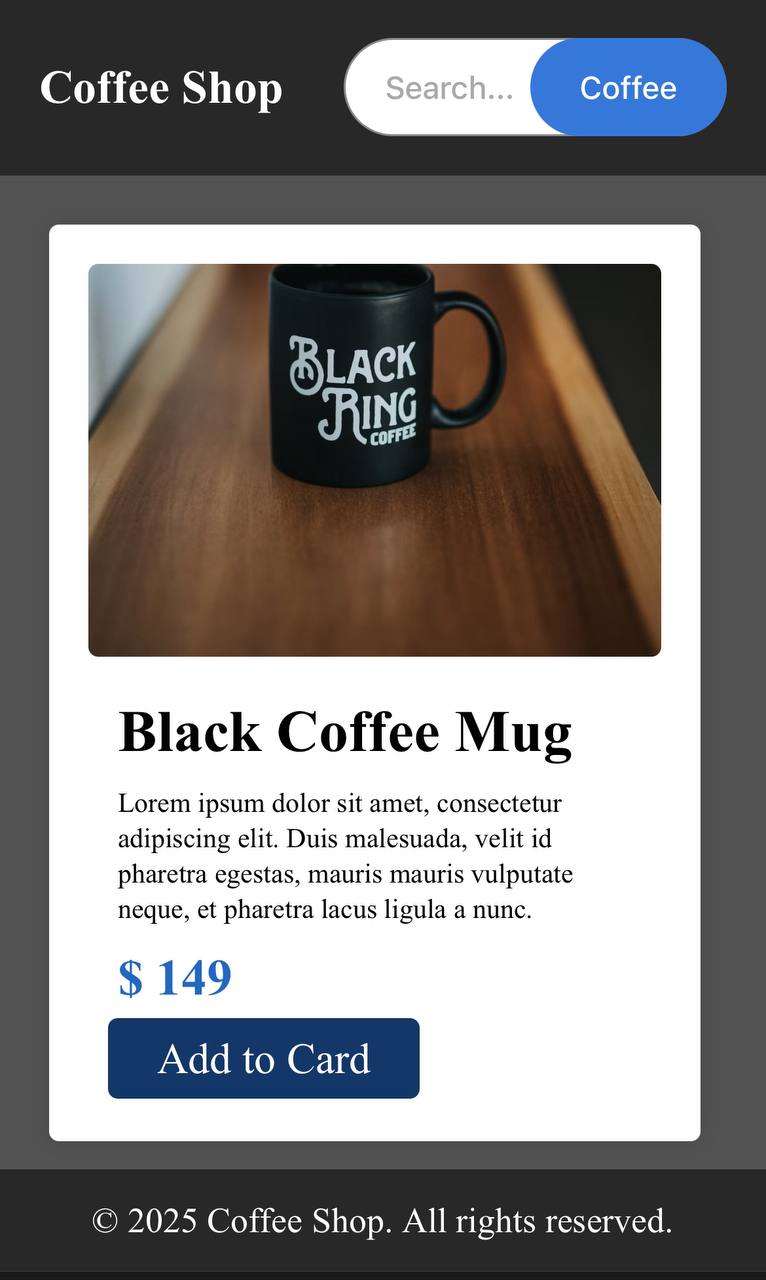 Coffee Shop
Search...
Coffee
BLACK
RING
COFFEE
Black Coffee Mug
Lorem ipsum dolor sit amet, consectetur
adipiscing elit. Duis malesuada, velit id
pharetra egestas, mauris mauris vulputate
neque, et pharetra lacus ligula a nunc.
$ 149
Add to Card
© 2025 Coffee Shop. All rights reserved.